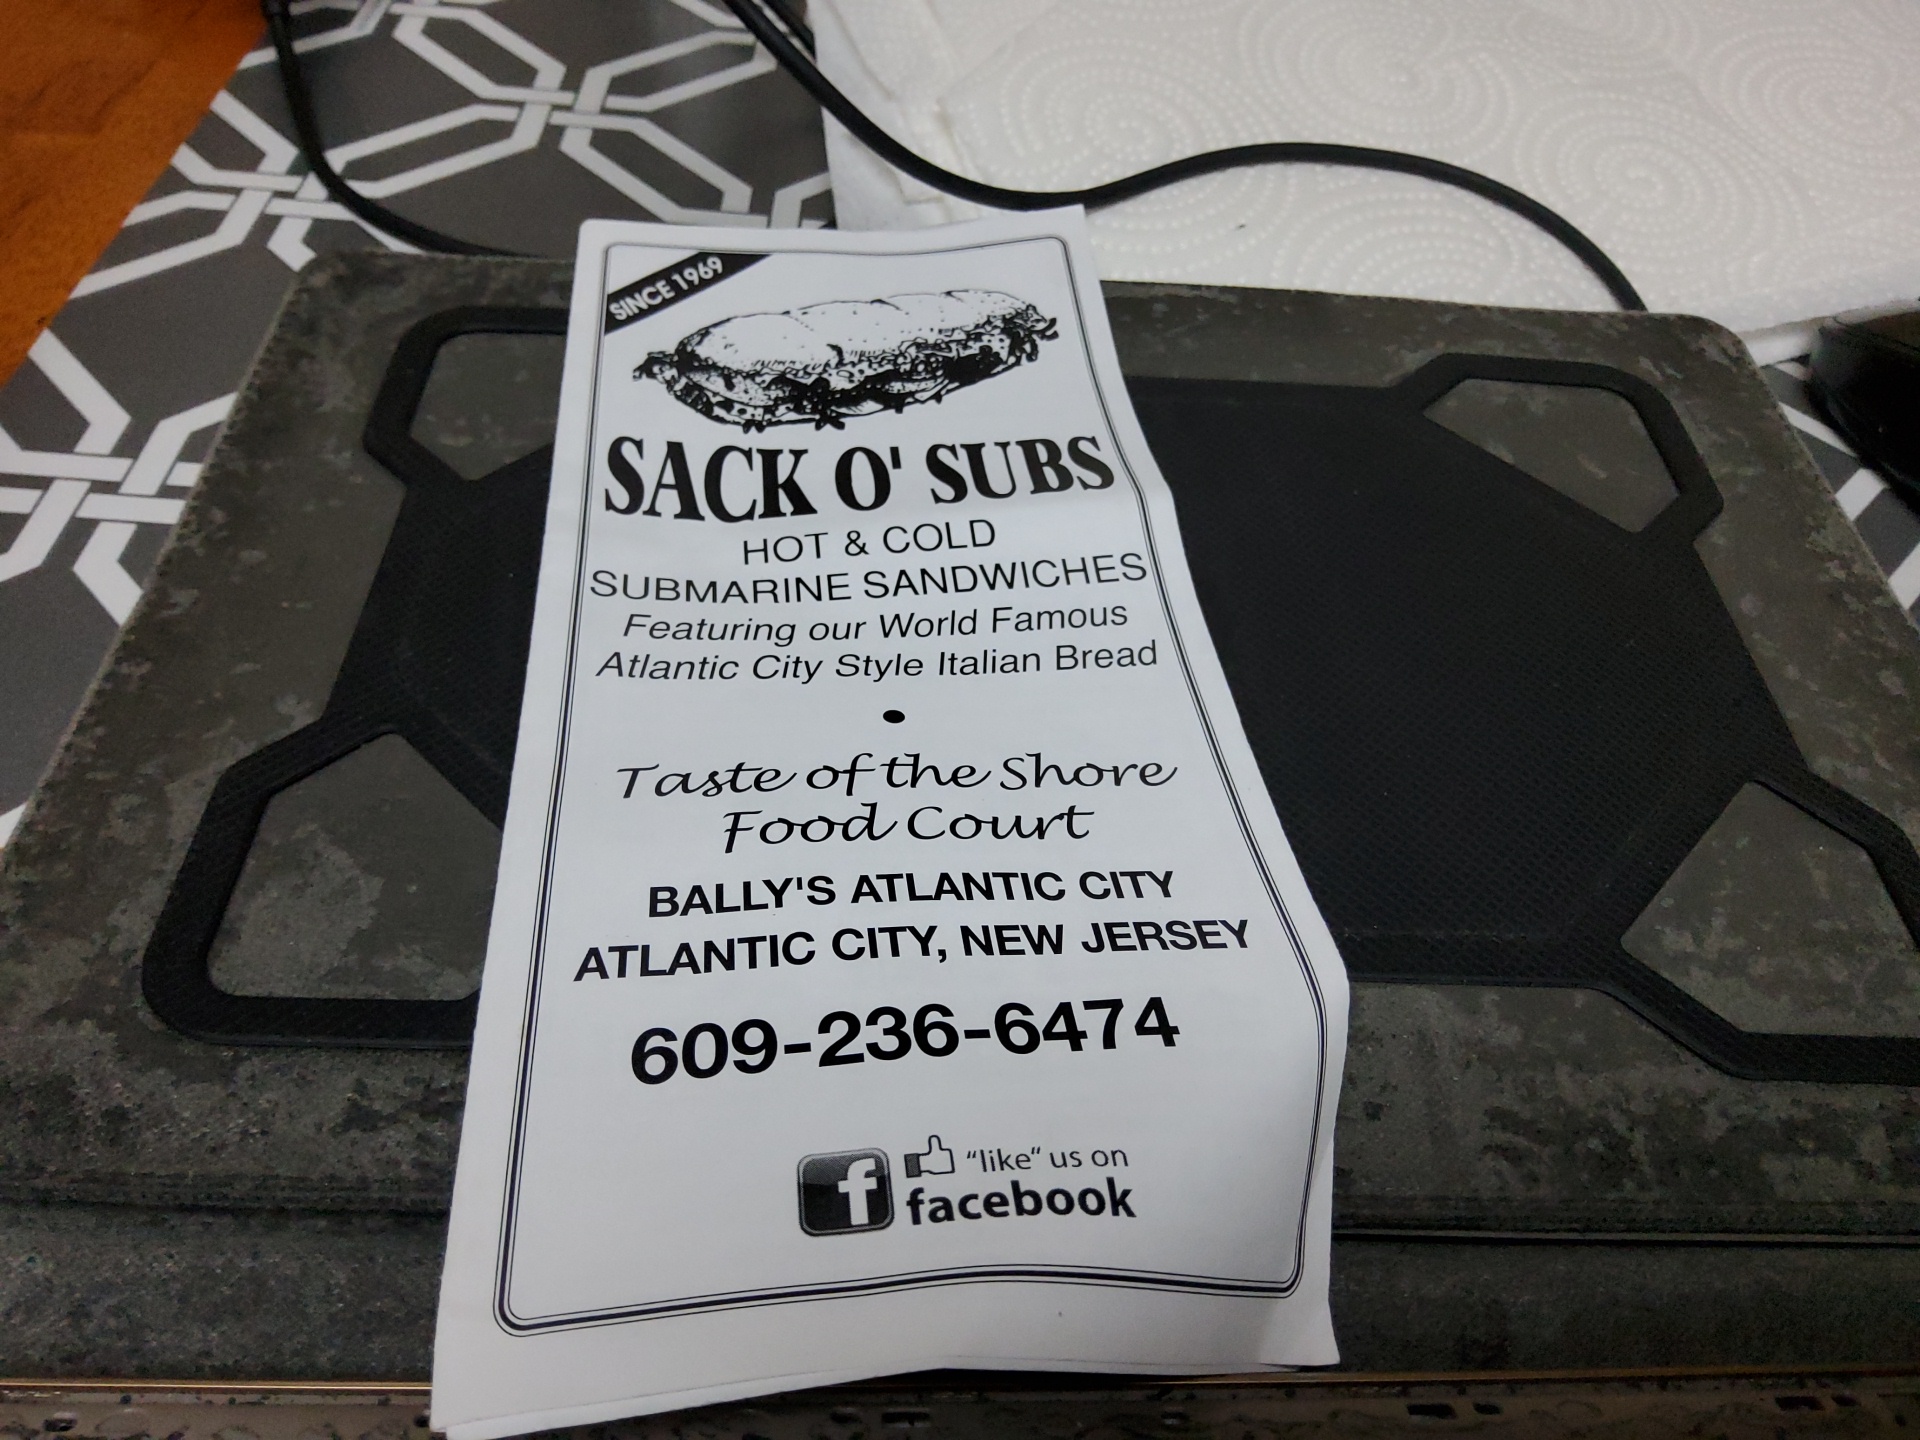 SINCE 1969
SACK O' SUBS
HOT & COLD
SUBMARINE SANDWICHES
Featuring our World Famous
Atlantic City Style Italian Bread
•
Taste of the Shore
Food Court
BALLY'S ATLANTIC CITY
ATLANTIC CITY, NEW JERSEY
609-236-6474
f "like" us on
facebook